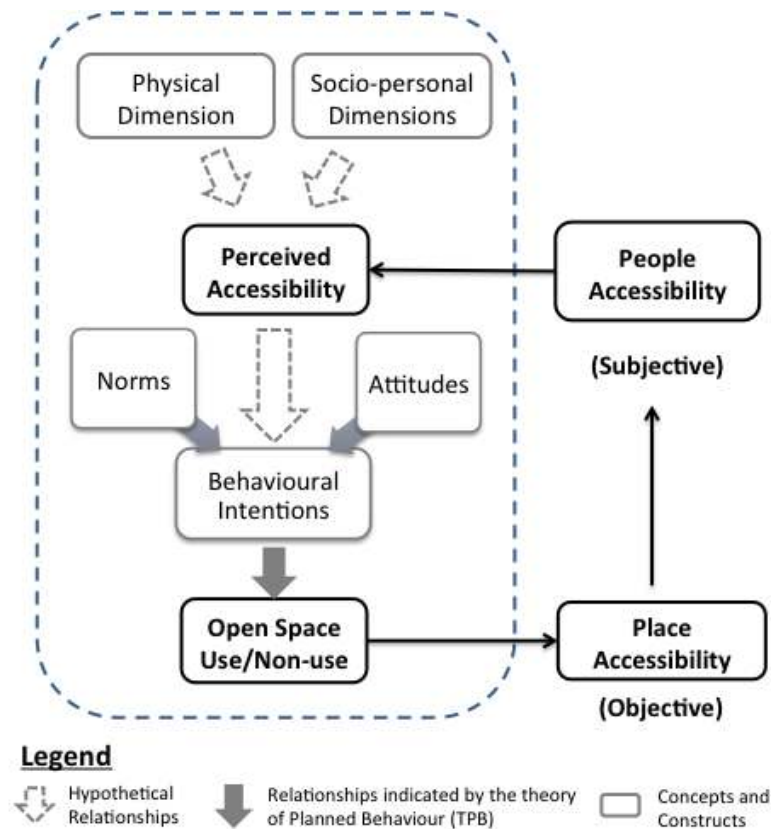 Physical
Dimension
Socio-personal
Dimensions
Perceived
Accessibility
People
Accessibility
(Subjective)
Norms
Attitudes
Behavioural
Intentions
Open Space
Use/Non-use
Place
Accessibility
(Objective)
Legend
Hypothetical
Relationships
Relationships indicated by the theory
of Planned Behaviour (TPB)
Concepts and
Constructs